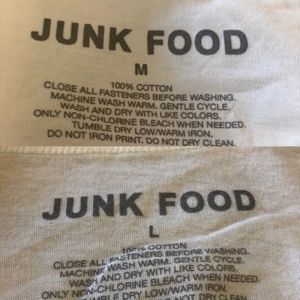 JUNK FOOD
M
100% COTTON
CLOSE ALL FASTENERS BEFORE WASHING.
MACHINE WASH WARM. GENTLE CYCLE.
WASH AND DRY WITH LIKE COLORS.
ONLY NON-CHLORINE BLEACH WHEN NEEDED.
TUMBLE DRY LOW/WARM IRON.
DO NOT IRON PRINT. DO NOT DRY CLEAN.
JUNK FOOD
L
100% COTTON
CLOSE ALL FASTENERS BEFORE WASHING.
MACHINE WASH WARM. GENTLE CYCLE.
WASH AND DRY WITH LIKE COLORS.
ONLY NON-CHLORINE BLEACH WHEN NEEDED.
TUMBLE DRY LOW/WARM IRON.